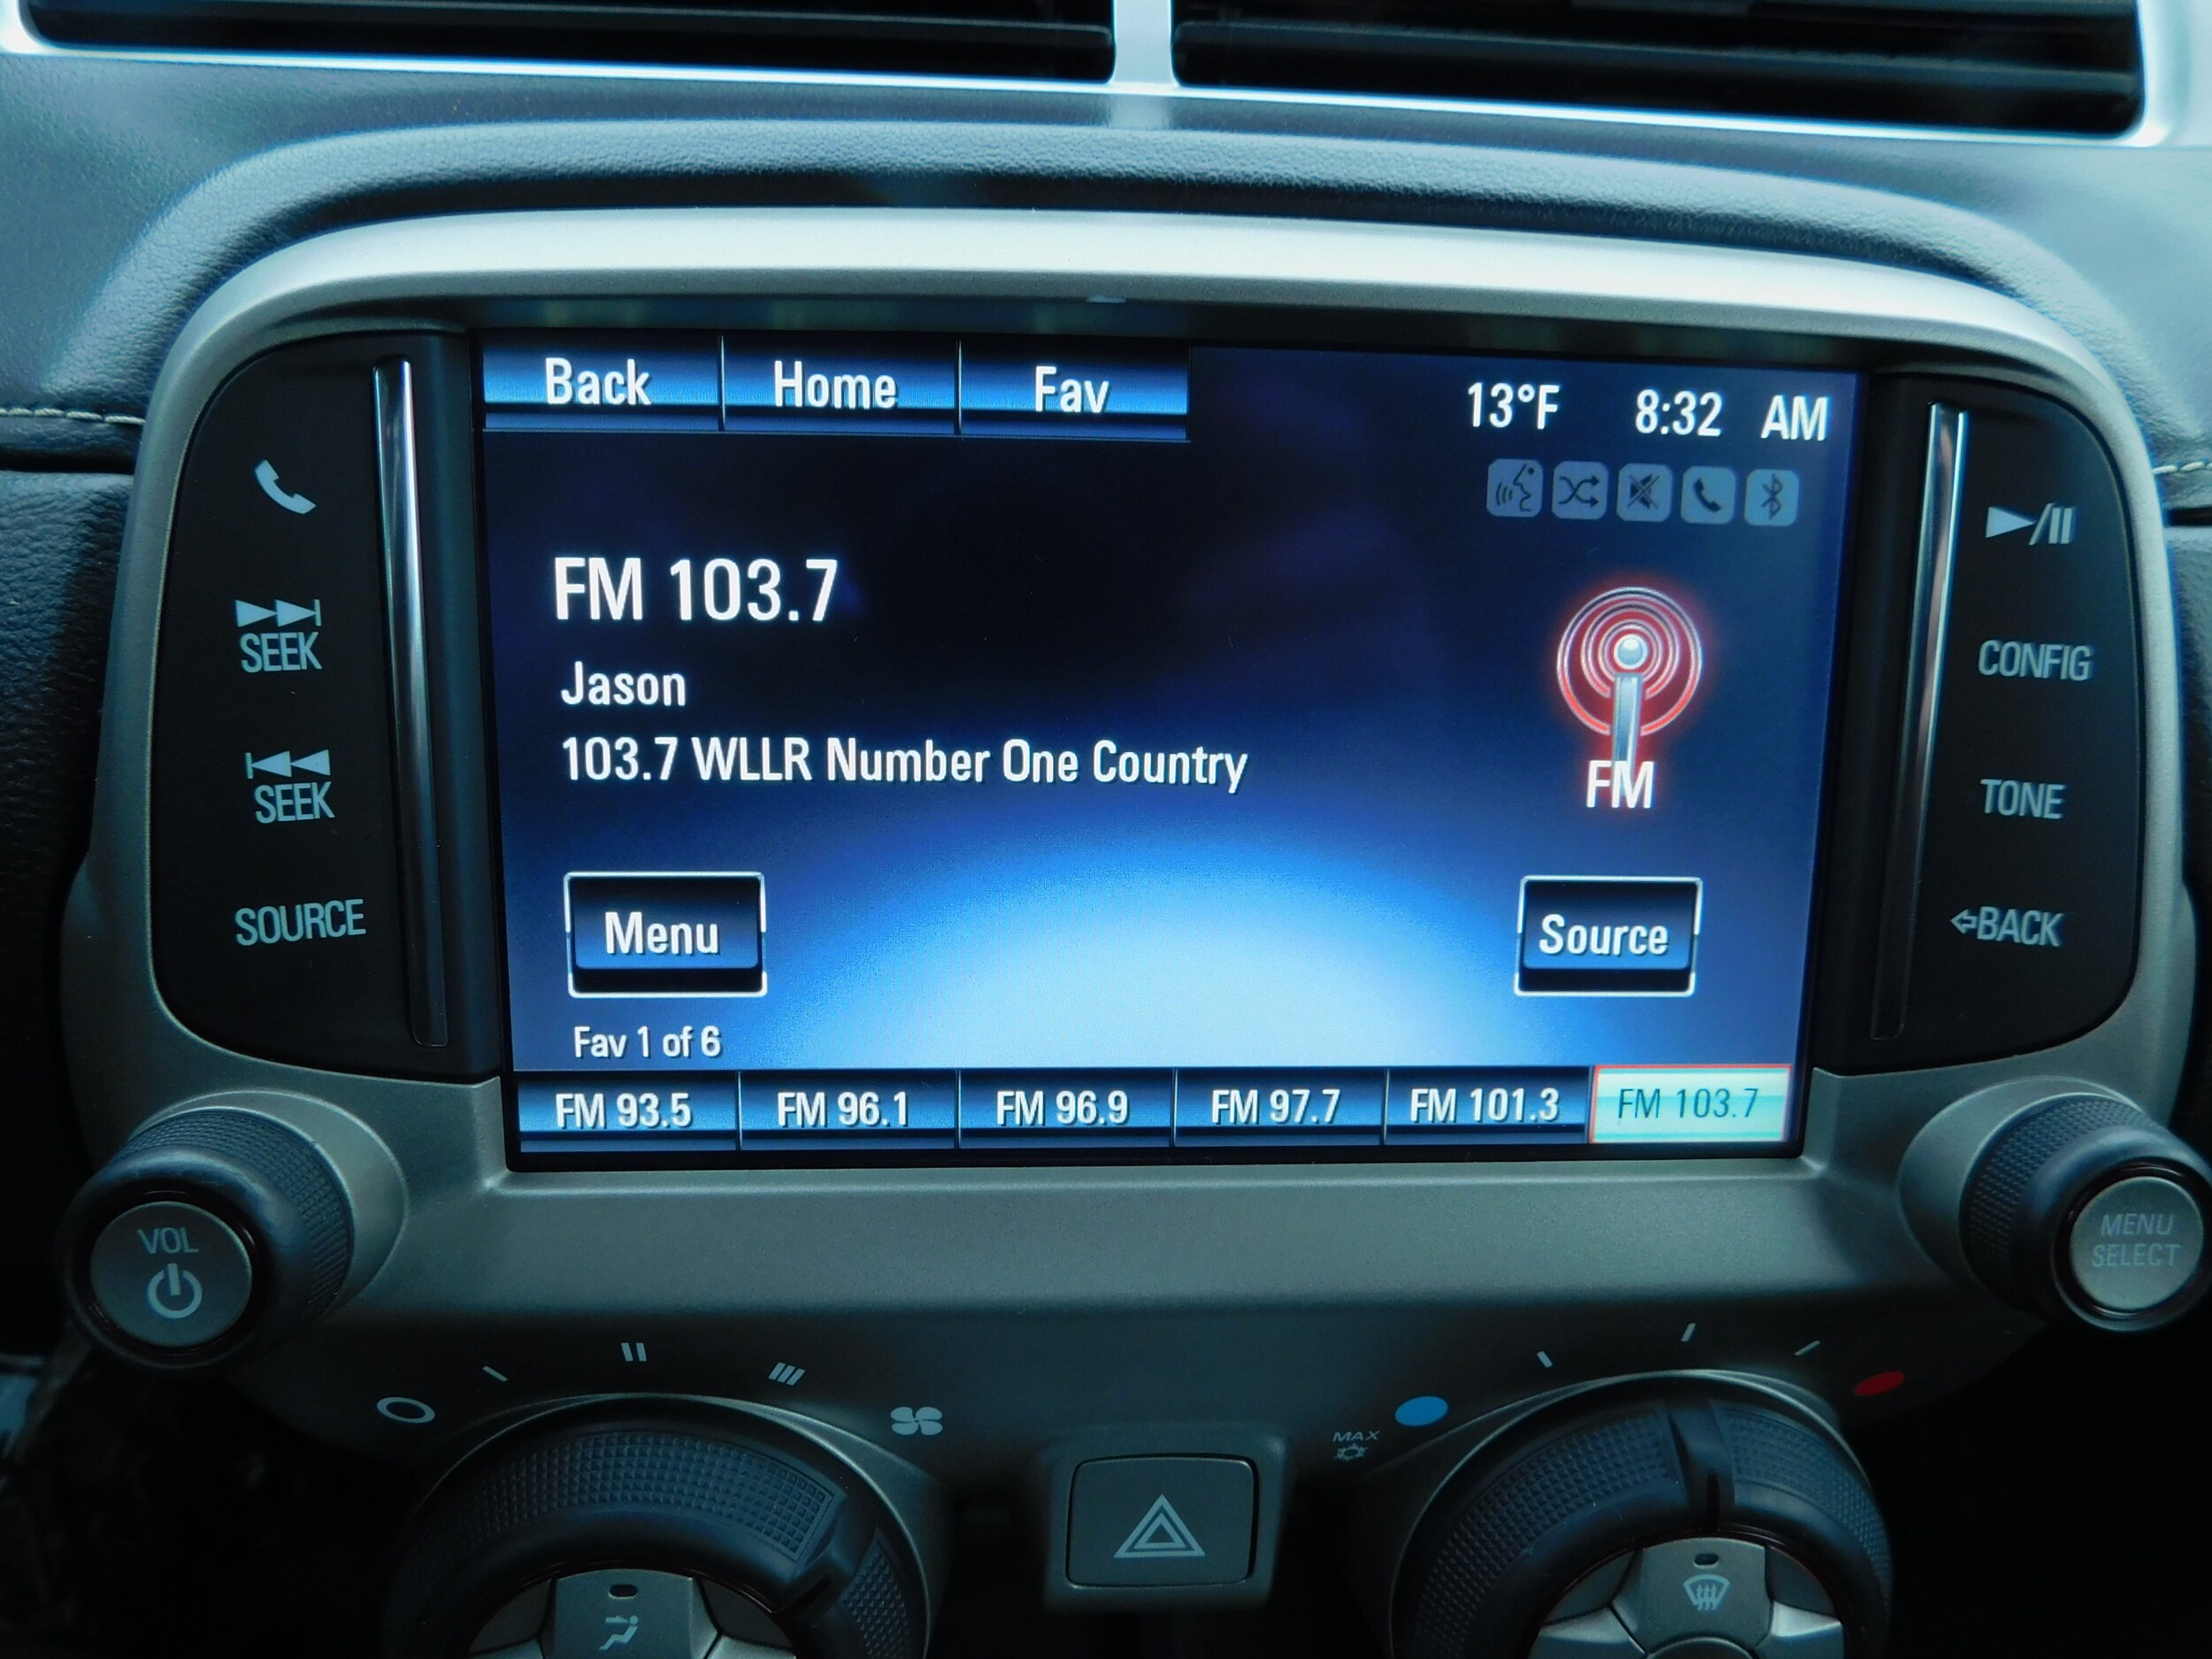 Back Home Fav 13°F 8:32 AM
FM 103.7
Jason
103.7 WLLR Number One Country
FM
Menu Source
Fav 1 of 6
FM 93.5 FM 96.1 FM 96.9 FM 97.7 FM 101.3 FM 103.7
SEEK
SEEK
SOURCE
CONFIG
TONE
BACK
VOL
MENU
SELECT
MAX